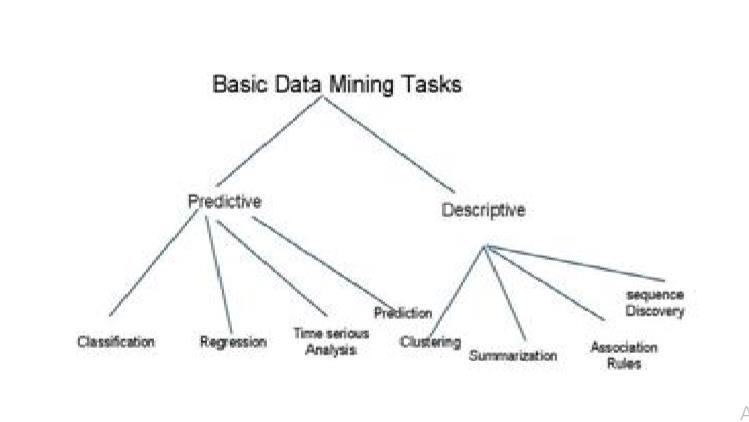 Basic Data Mining Tasks
Predictive
Descriptive
Classification
Regression
Time serious
Analysis
Prediction
Clustering
Summarization
Association
Rules
sequence
Discovery
A